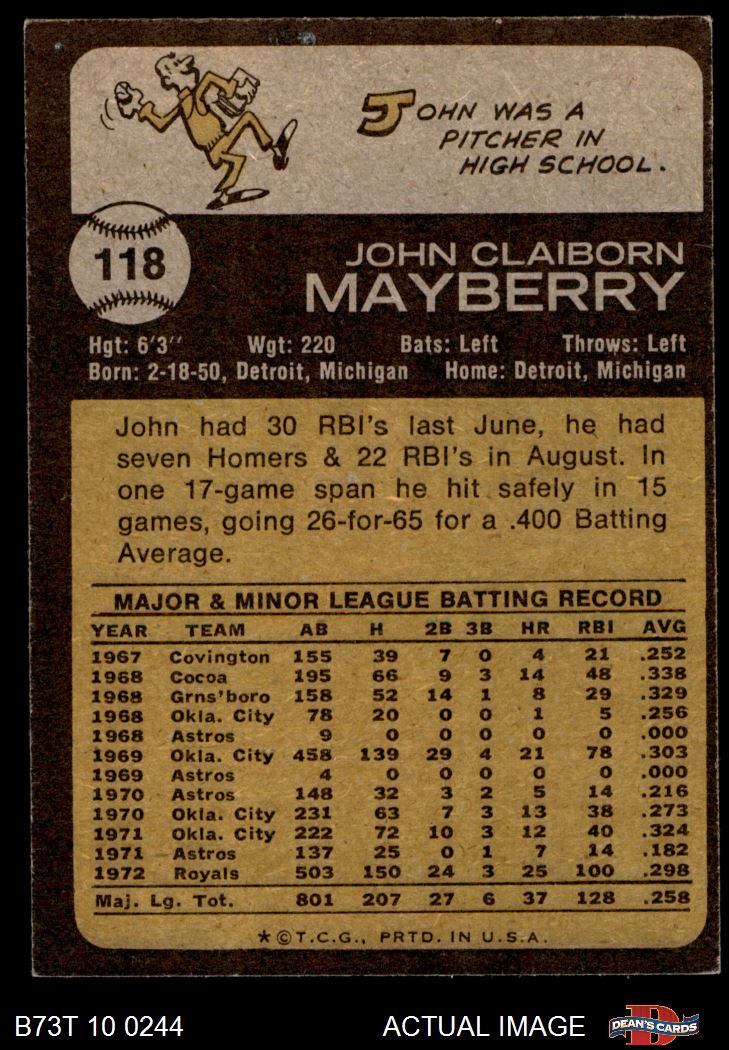 JOHN WAS A
PITCHER IN
HIGH SCHOOL.
118
JOHN CLAIBORN
MAYBERRY
Hgt: 6'3" Wgt: 220 Bats: Left Throws: Left
Born: 2-18-50, Detroit, Michigan Home: Detroit, Michigan
John had 30 RBI's last June, he had
seven Homers & 22 RBI's in August. In
one 17-game span he hit safely in 15
games, going 26-for-65 for a .400 Batting
Average.
MAJOR & MINOR LEAGUE BATTING RECORD
YEAR TEAM AB H 2B 3B HR RBI AVG
1967 Covington 155 39 7 0 4 21 .252
1968 Cocoa 195 66 9 3 14 48 .338
1968 Grns'boro 158 52 14 1 8 29 .329
1968 Okla. City 78 20 0 0 1 5 .256
1968 Astros 9 0 0 0 0 0 .000
1969 Okla. City 458 139 29 4 21 78 .303
1969 Astros 4 0 0 0 0 0 .000
1970 Astros 148 32 3 2 5 14 .216
1970 Okla. City 231 63 7 3 13 38 .273
1971 Okla. City 222 72 10 3 12 40 .324
1971 Astros 137 25 0 1 7 14 .182
1972 Royals 503 150 24 3 25 100 .298
Maj. Lg. Tot. 801 207 27 6 37 128 .258
*©T.C.G., PRTD. IN U.S.A.
B73T 10 0244 ACTUAL IMAGE D DEAN'S CARDS